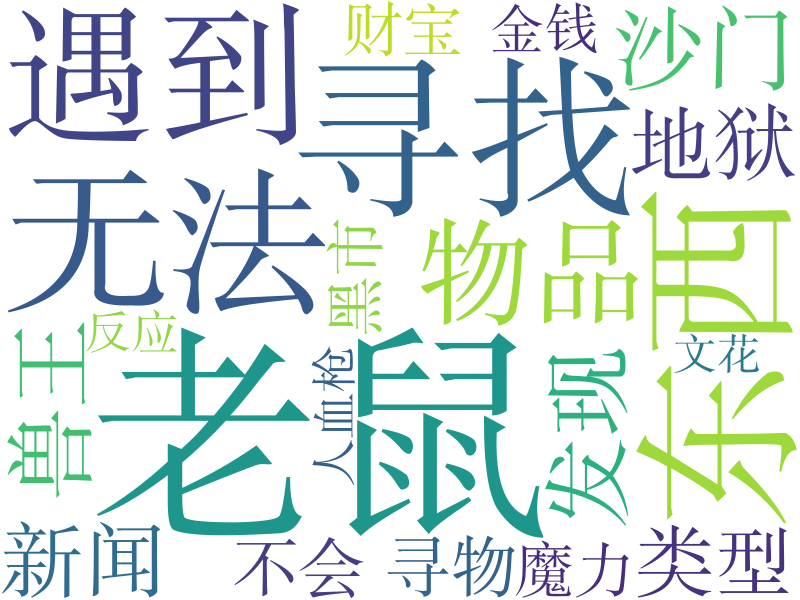 遇到
财宝
金钱
沙门
寻找
地狱
无法
物品
东西
黑市
兽王
反应
老鼠
人血枪
发现
文花
新闻
不会
寻物
魔力
类型